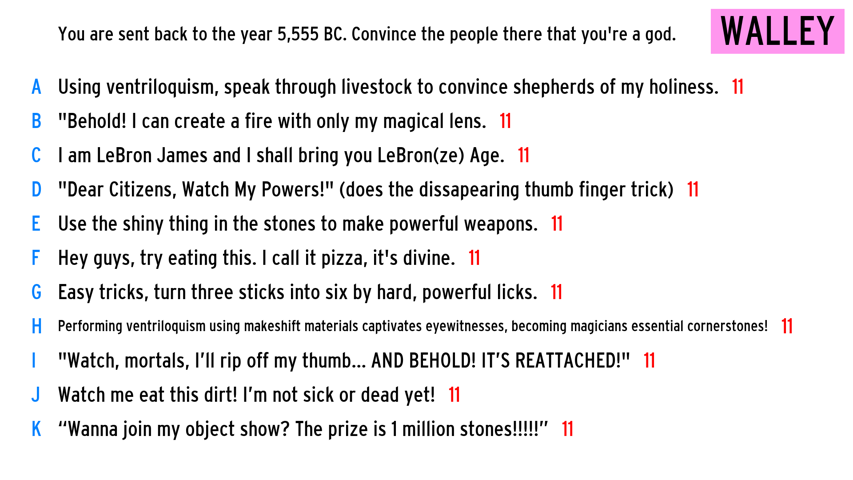 You are sent back to the year 5,555 BC. Convince the people there that you're a god.
WALLEY
A Using ventriloquism, speak through livestock to convince shepherds of my holiness. 11
B "Behold! I can create a fire with only my magical lens. 11
C I am LeBron James and I shall bring you LeBron(ze) Age. 11
D "Dear Citizens, Watch My Powers!" (does the dissapearing thumb finger trick) 11
E Use the shiny thing in the stones to make powerful weapons. 11
F Hey guys, try eating this. I call it pizza, it's divine. 11
G Easy tricks, turn three sticks into six by hard, powerful licks. 11
H Performing ventriloquism using makeshift materials captivates eyewitnesses, becoming magicians essential cornerstones! 11
I "Watch, mortals, I’ll rip off my thumb... AND BEHOLD! IT’S REATTACHED!" 11
J Watch me eat this dirt! I’m not sick or dead yet! 11
K “Wanna join my object show? The prize is 1 million stones!!!!!” 11